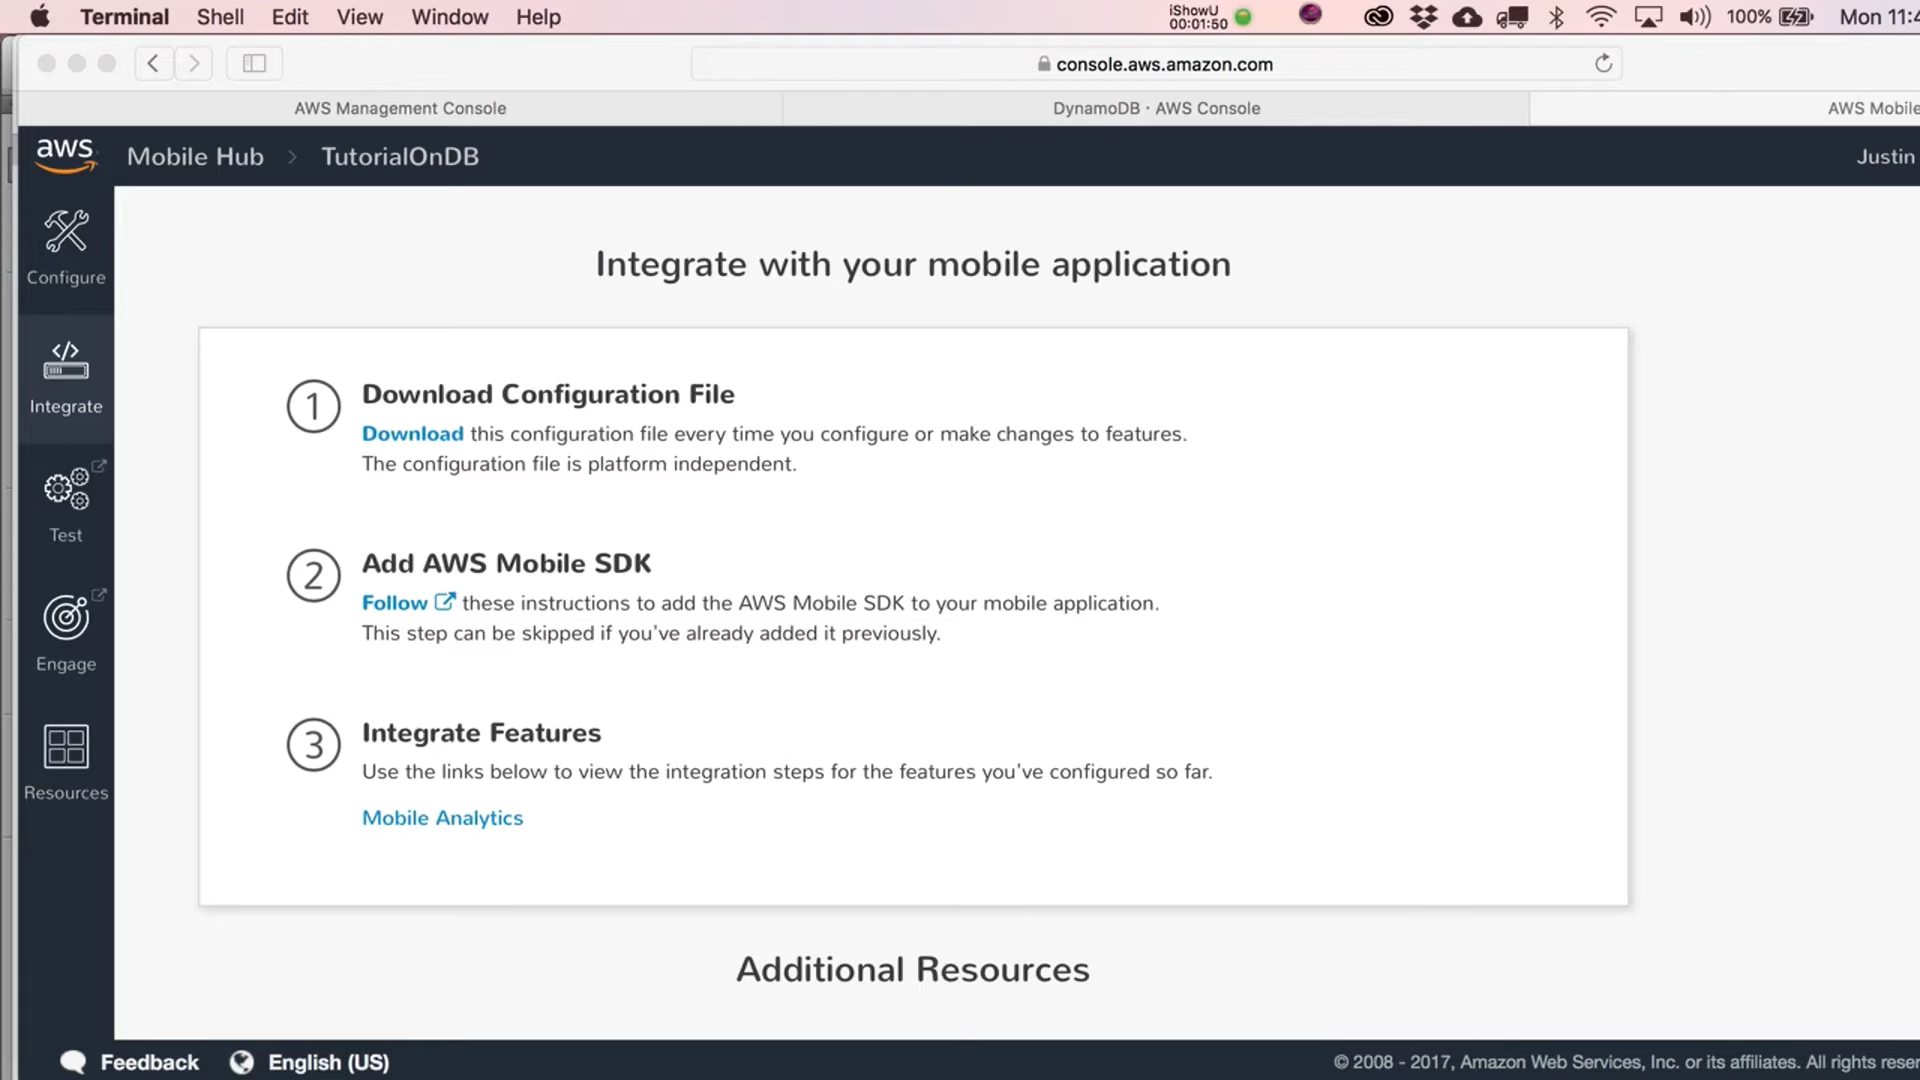 Terminal Shell Edit View Window Help iShowU 00:01:50 100% Mon 11:4
console.aws.amazon.com
AWS Management Console DynamoDB · AWS Console AWS Mobile
aws Mobile Hub > TutorialOnDB Justin
Configure
Integrate
Test
Engage
Resources
Integrate with your mobile application
1 Download Configuration File
Download this configuration file every time you configure or make changes to features.
The configuration file is platform independent.
2 Add AWS Mobile SDK
Follow these instructions to add the AWS Mobile SDK to your mobile application.
This step can be skipped if you've already added it previously.
3 Integrate Features
Use the links below to view the integration steps for the features you've configured so far.
Mobile Analytics
Additional Resources
Feedback English (US) © 2008 - 2017, Amazon Web Services, Inc. or its affiliates. All rights reser